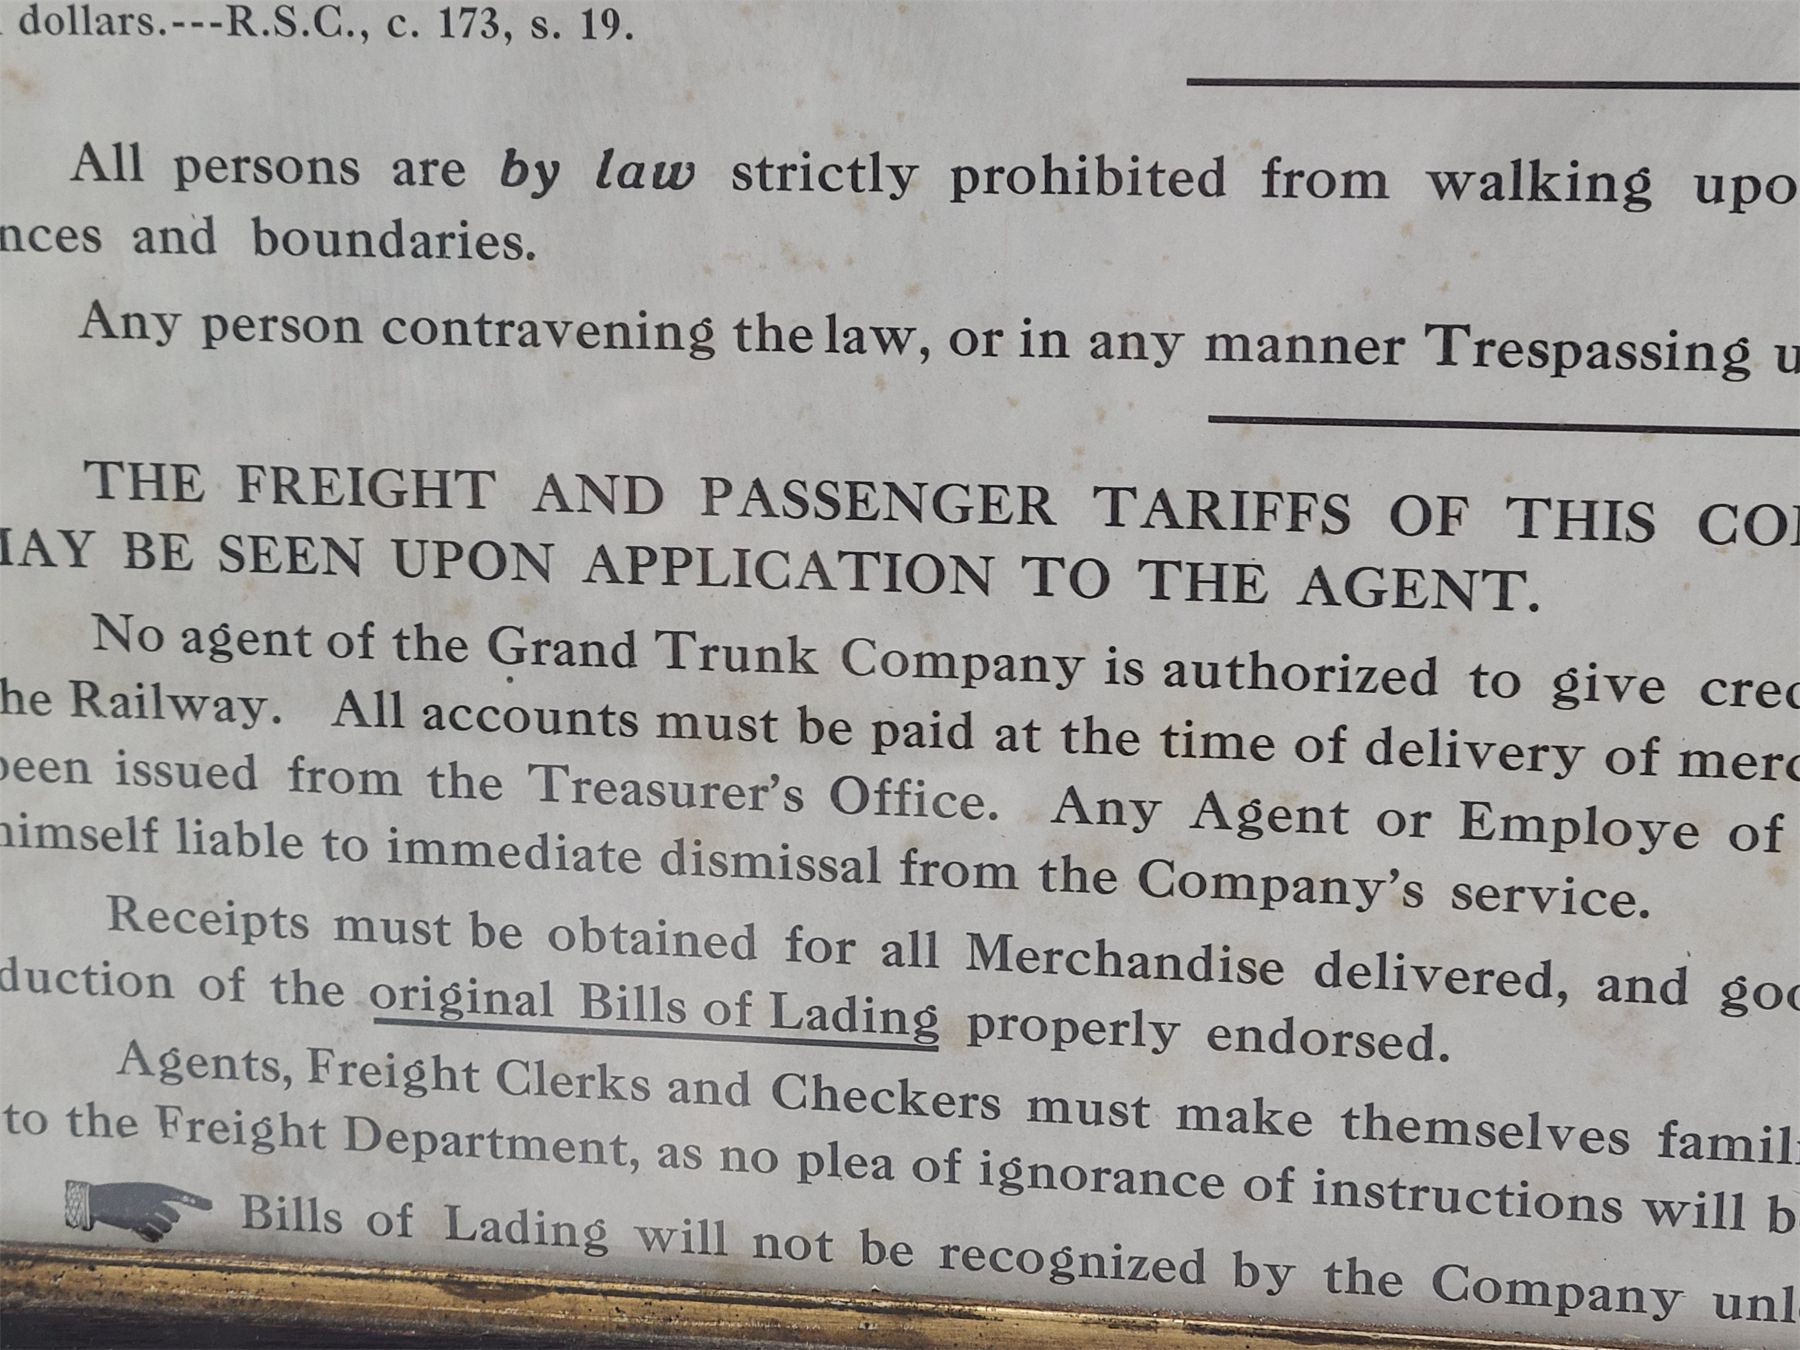 dollars.---R.S.C., c. 173, s. 19.
All persons are by law strictly prohibited from walking upo
nces and boundaries.
Any person contravening the law, or in any manner Trespassing u
THE FREIGHT AND PASSENGER TARIFFS OF THIS CO
MAY BE SEEN UPON APPLICATION TO THE AGENT.
No agent of the Grand Trunk Company is authorized to give cred
he Railway. All accounts must be paid at the time of delivery of merc
been issued from the Treasurer's Office. Any Agent or Employe of
himself liable to immediate dismissal from the Company's service.
Receipts must be obtained for all Merchandise delivered, and goo
duction of the original Bills of Lading properly endorsed.
Agents, Freight Clerks and Checkers must make themselves famili
to the Freight Department, as no plea of ignorance of instructions will b
Bills of Lading will not be recognized by the Company unl